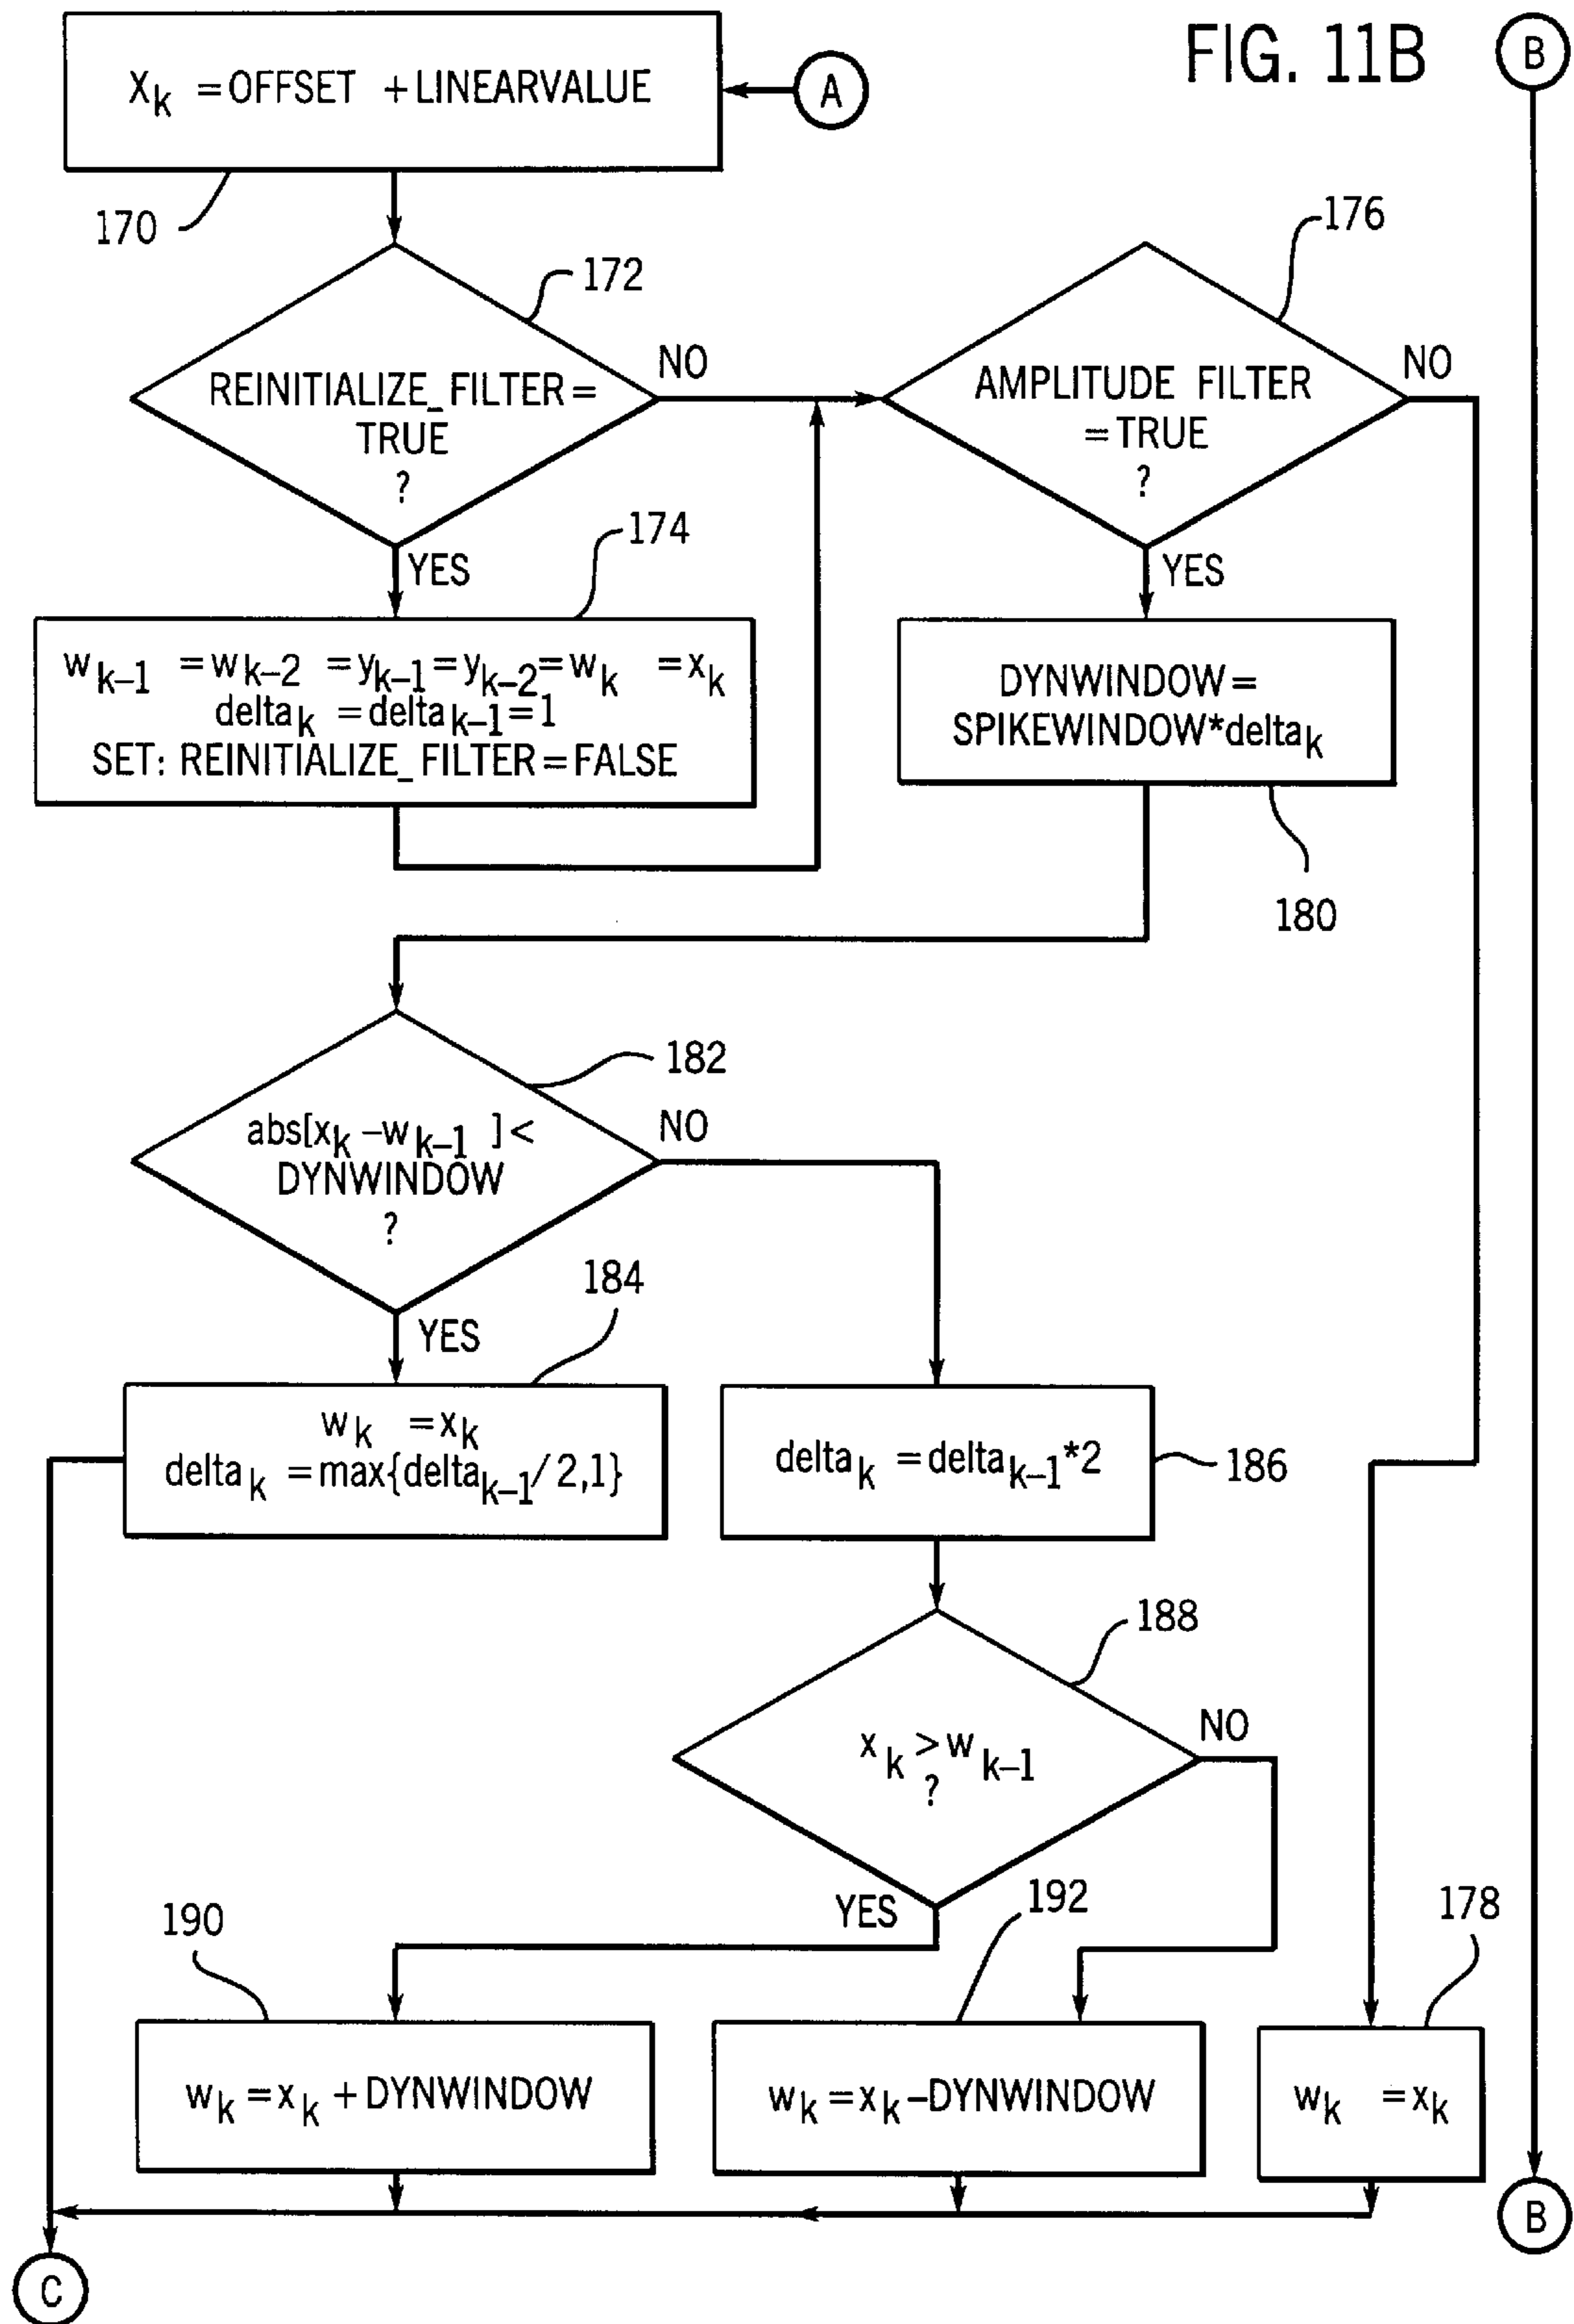 FIG. 11B
B
X_k = OFFSET + LINEARVALUE
A
170
172
REINITIALIZE_FILTER =
TRUE
?
NO
YES
174
w_k–1 = w_k–2 = y_k–1 = y_k–2 = w_k = x_k
delta_k = delta_k–1 = 1
SET: REINITIALIZE_FILTER = FALSE
176
AMPLITUDE FILTER
= TRUE
?
NO
YES
DYNWINDOW =
SPIKEWINDOW*delta_k
180
182
abs[x_k – w_k–1 ] <
DYNWINDOW
?
NO
YES
184
w_k = x_k
delta_k = max{delta_k–1/2,1}
delta_k = delta_k–1*2
186
188
x_k > w_k–1
?
NO
YES
190
192
178
w_k = x_k + DYNWINDOW
w_k = x_k – DYNWINDOW
w_k = x_k
B
C